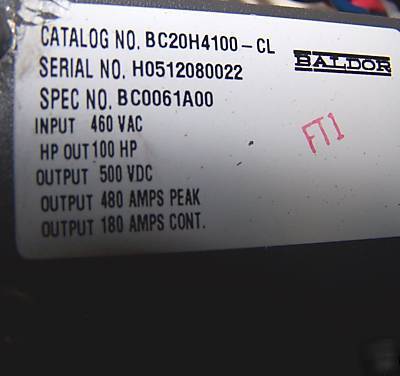 CATALOG NO. BC20H4100-CL
BALDOR
SERIAL NO. H0512080022
SPEC NO. BC0061A00
INPUT 460 VAC
HP OUT 100 HP
OUTPUT 500 VDC
OUTPUT 480 AMPS PEAK
OUTPUT 180 AMPS CONT.
FT1